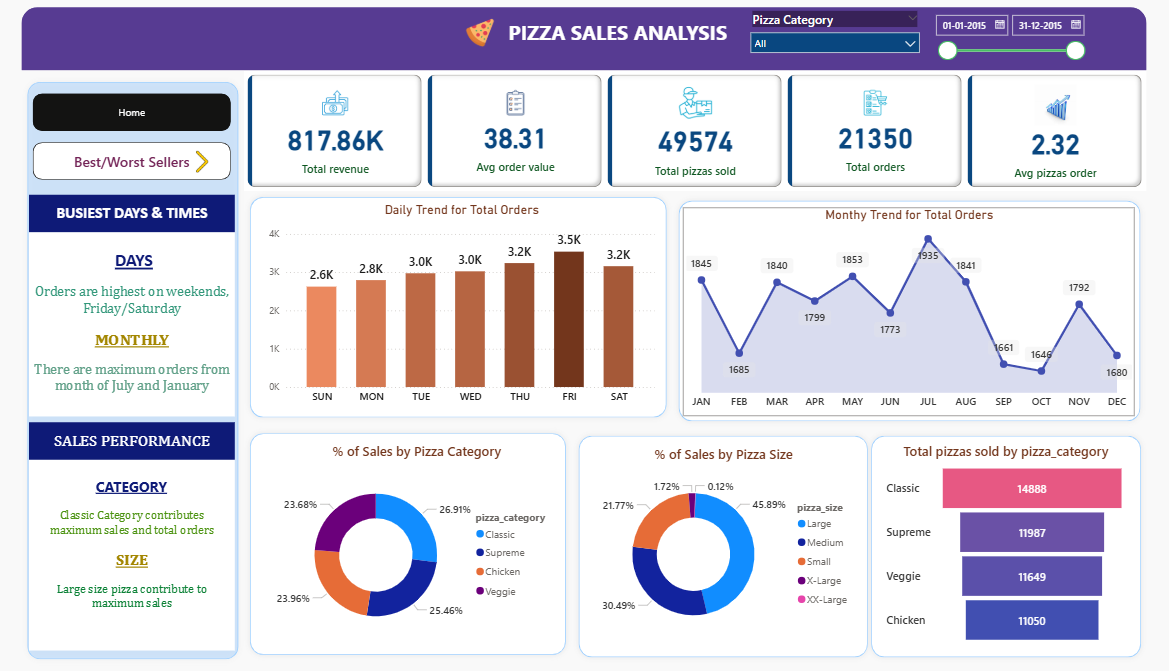 PIZZA SALES ANALYSIS
Pizza Category
All
01-01-2015
31-12-2015
Home
Best/Worst Sellers
BUSIEST DAYS & TIMES
DAYS
Orders are highest on weekends,
Friday/Saturday
MONTHLY
There are maximum orders from
month of July and January
SALES PERFORMANCE
CATEGORY
Classic Category contributes
maximum sales and total orders
SIZE
Large size pizza contribute to
maximum sales
817.86K
Total revenue
38.31
Avg order value
49574
Total pizzas sold
21350
Total orders
2.32
Avg pizzas order
Daily Trend for Total Orders
4K
3K
2K
1K
0K
2.6K
2.8K
3.0K
3.0K
3.2K
3.5K
3.2K
SUN
MON
TUE
WED
THU
FRI
SAT
Monthy Trend for Total Orders
1845
1685
1840
1799
1853
1773
1935
1841
1661
1646
1792
1680
JAN
FEB
MAR
APR
MAY
JUN
JUL
AUG
SEP
OCT
NOV
DEC
% of Sales by Pizza Category
23.68%
26.91%
23.96%
25.46%
pizza_category
Classic
Supreme
Chicken
Veggie
% of Sales by Pizza Size
1.72%
0.12%
21.77%
45.89%
30.49%
pizza_size
Large
Medium
Small
X-Large
XX-Large
Total pizzas sold by pizza_category
Classic
14888
Supreme
11987
Veggie
11649
Chicken
11050